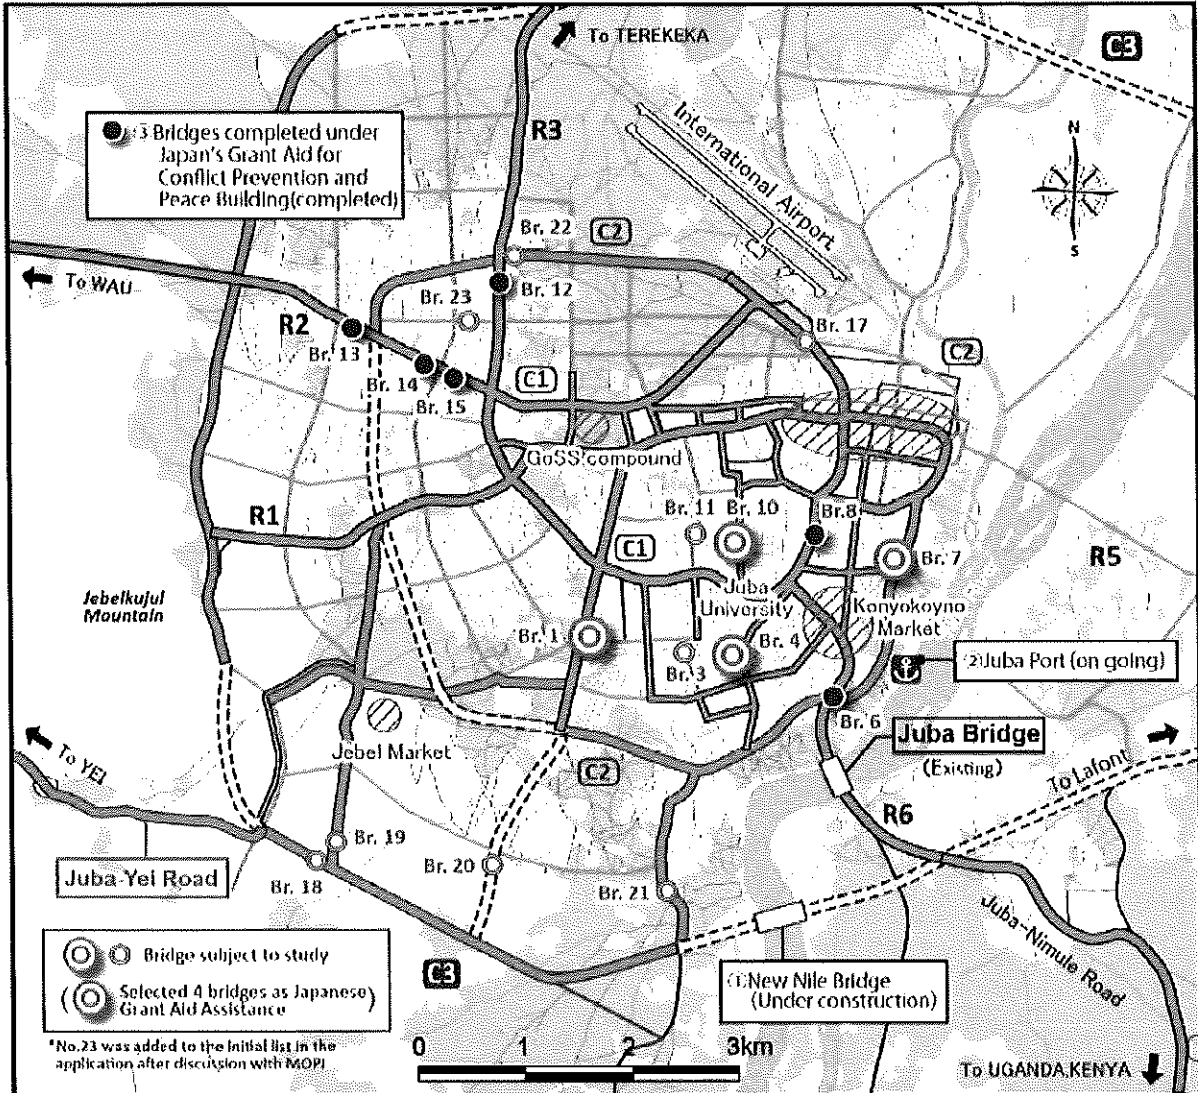 To TEREKEKA
C3
R3
International Airport
Bridges completed under
Japan's Grant Aid for
Conflict Prevention and
Peace Building(completed)
N
S
Br. 22
C2
To WAU
Br. 12
Br. 23
R2
Br. 13
Br. 17
Br. 14
C1
C2
Br. 15
GoSS compound
R1
Br. 11
Br. 10
Br.8
C1
Br. 7
R5
Jebelkujul
Mountain
Juba
University
Konyokoyno
Market
Br. 1
Br. 4
Br. 3
②Juba Port (on going)
Br. 6
Juba Bridge
(Existing)
Jebel Market
To YEI
C2
To Lafont
R6
Br. 19
Juba-Yei Road
Br. 18
Br. 20
Br. 21
Juba-Nimule Road
Bridge subject to study
(Selected 4 bridges as Japanese)
Grant Aid Assistance
C3
①New Nile Bridge
(Under construction)
*No.23 was added to the initial list in the
application after discussion with MOPI
0 1 2 3km
To UGANDA,KENYA